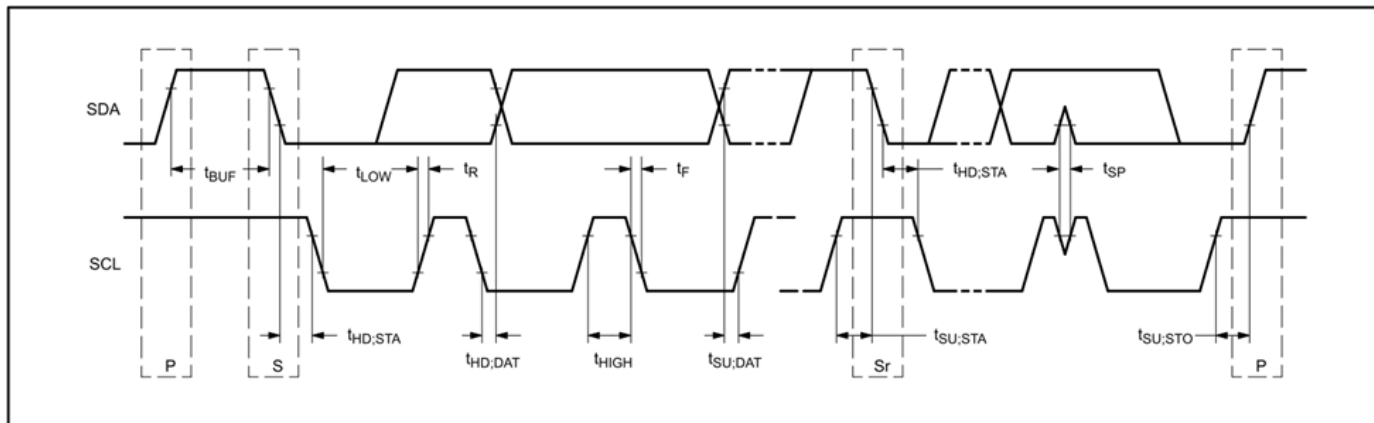 SDA
tBUF
tLOW
tR
tF
tHD;STA
tSP
SCL
tHD;STA
tHD;DAT
tHIGH
tSU;DAT
tSU;STA
tSU;STO
P
S
Sr
P